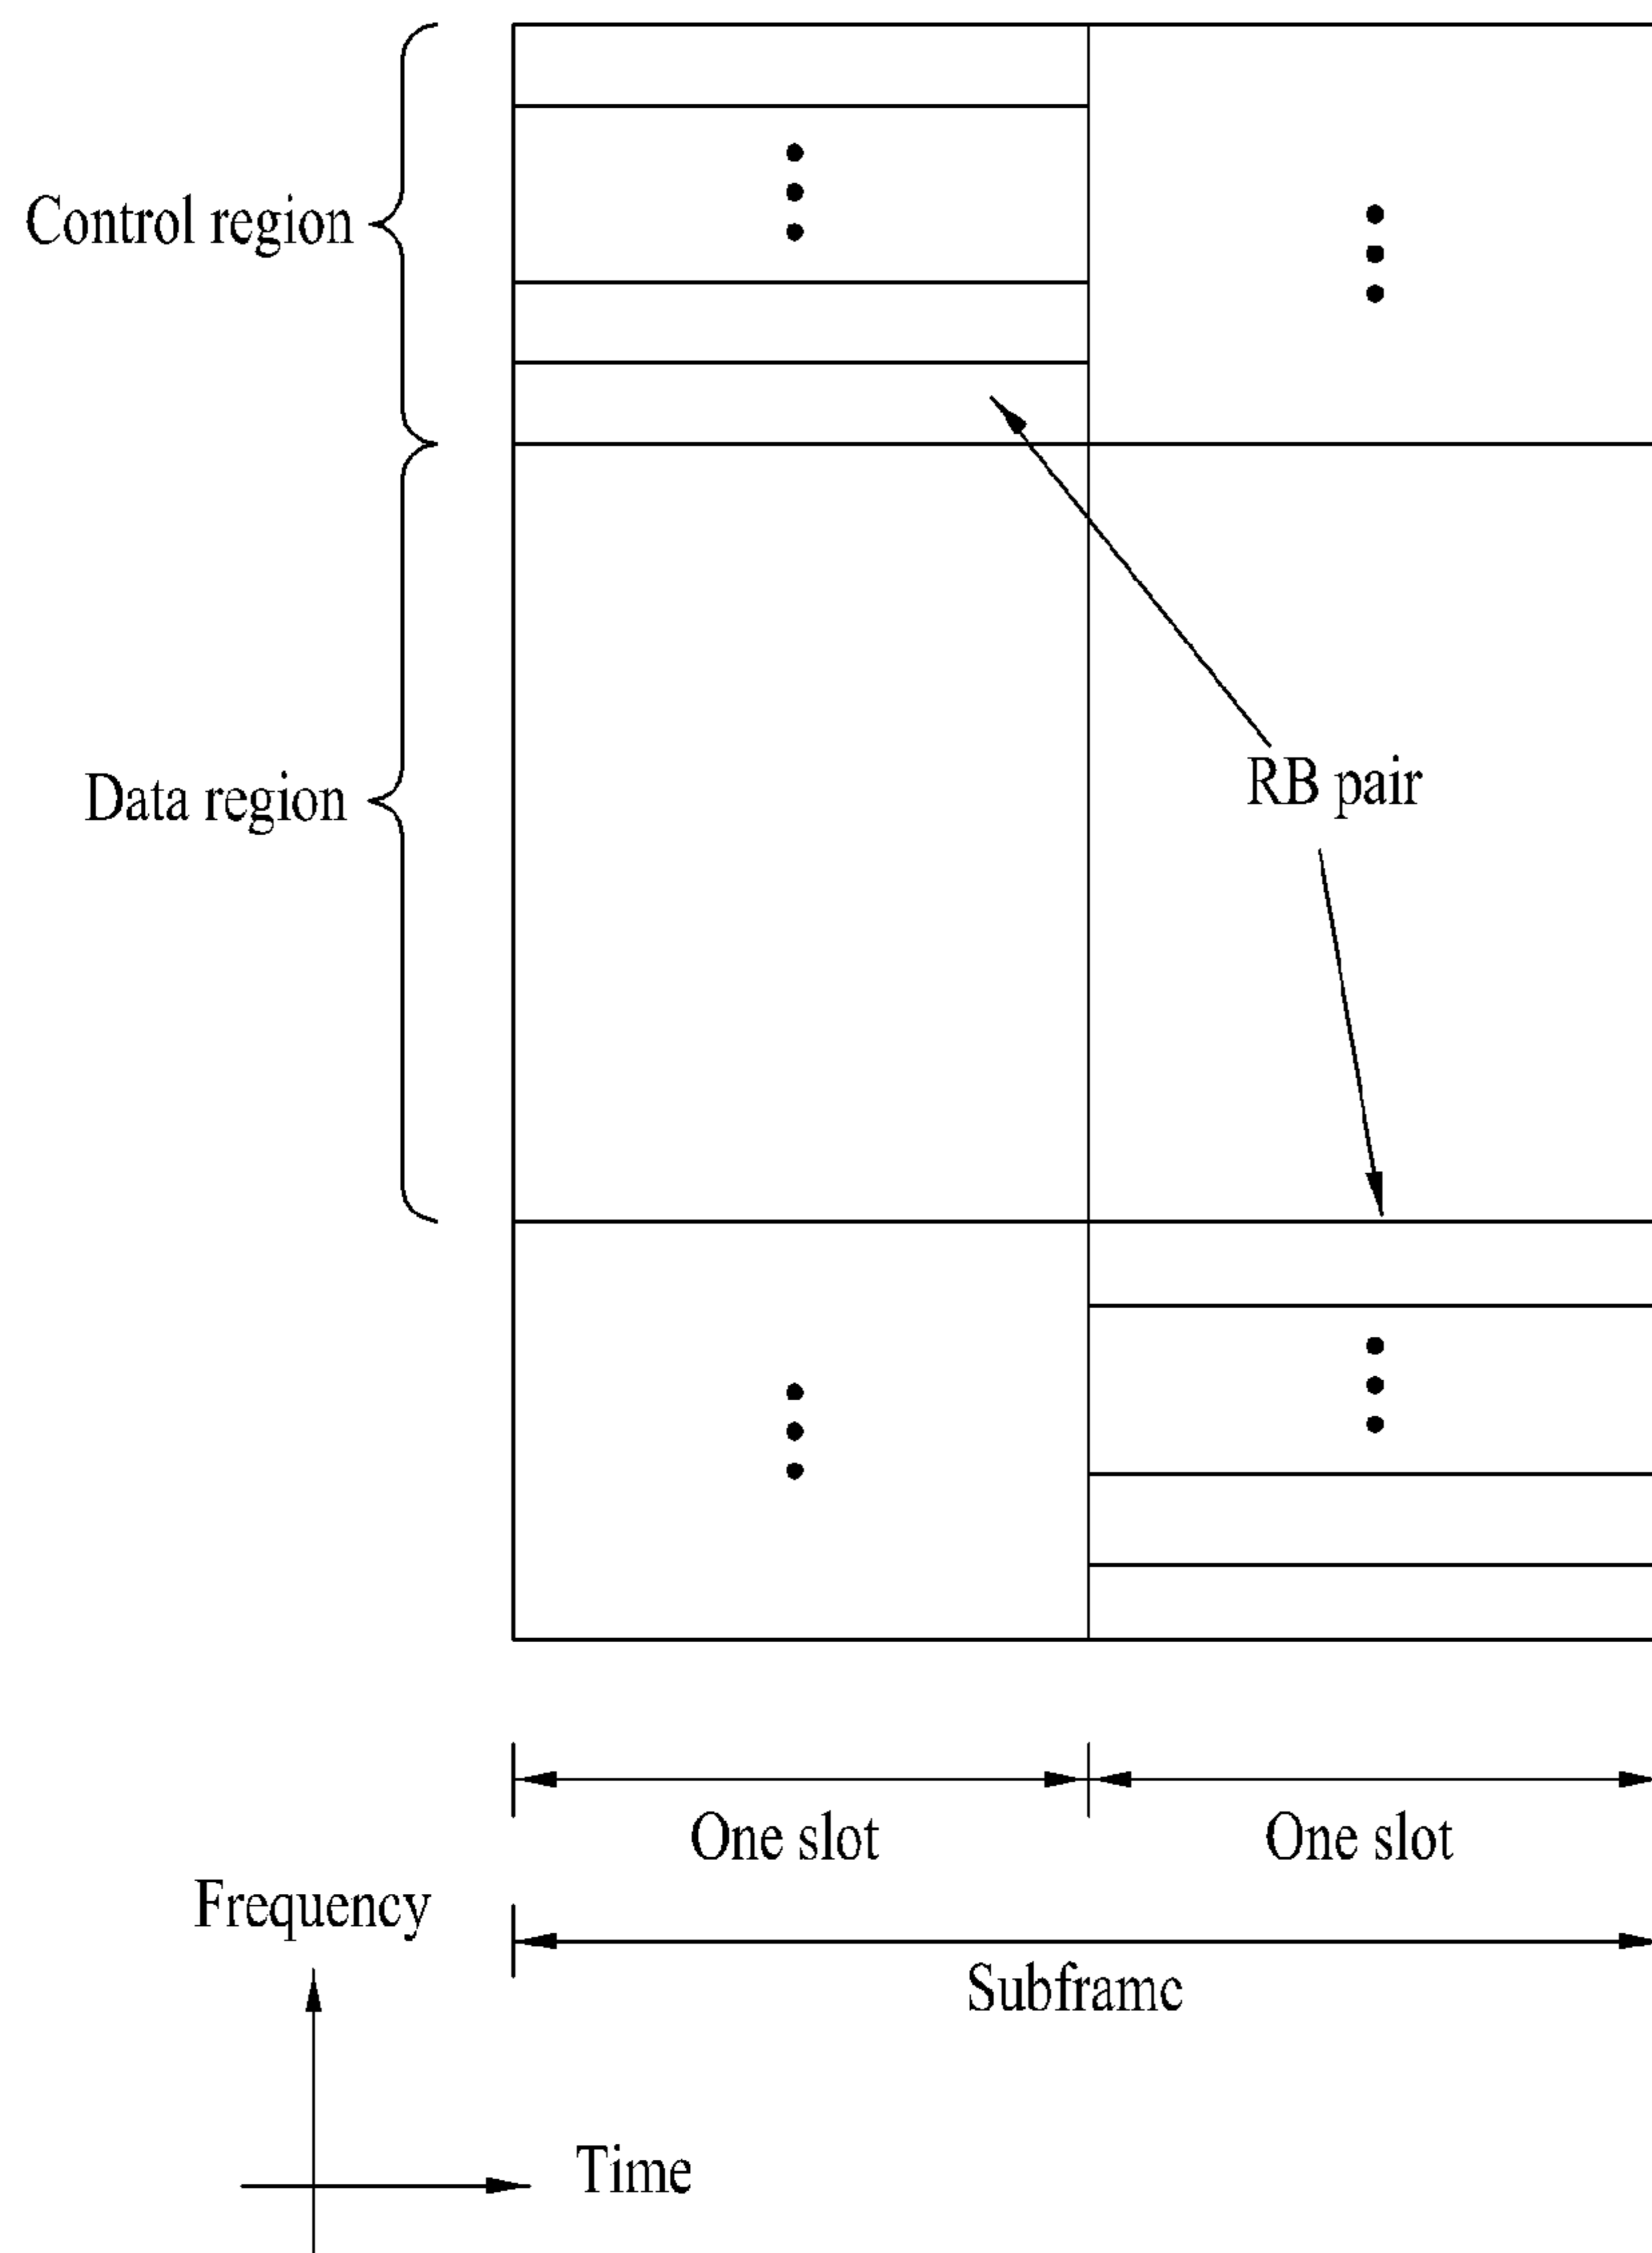 Control region
Data region
RB pair
One slot
One slot
Subframe
Frequency
Time